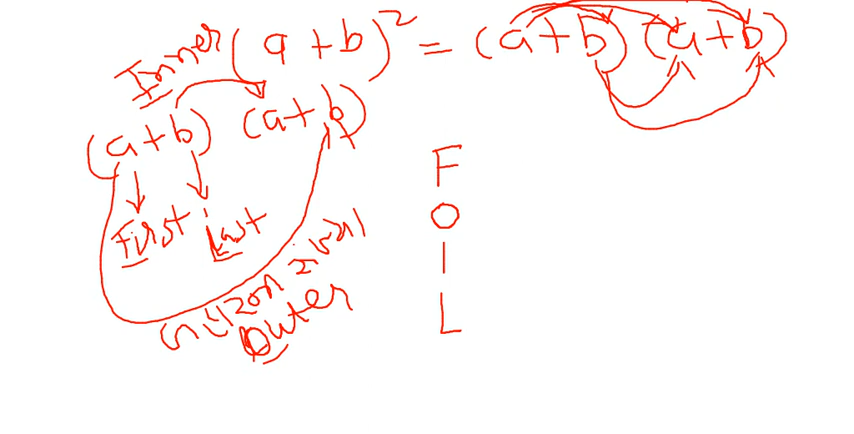 Inner (a+b)² = (a+b) (a+b)
(a+b) (a+b)
First Last
F
O
I
L
Outer